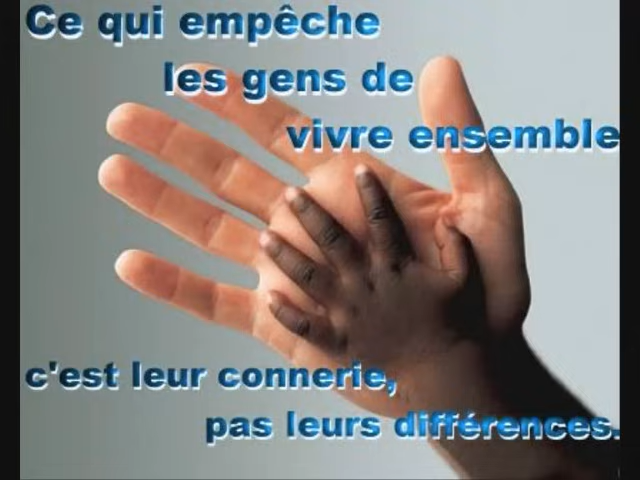 Ce qui empêche
les gens de
vivre ensemble
c'est leur connerie,
pas leurs différences.